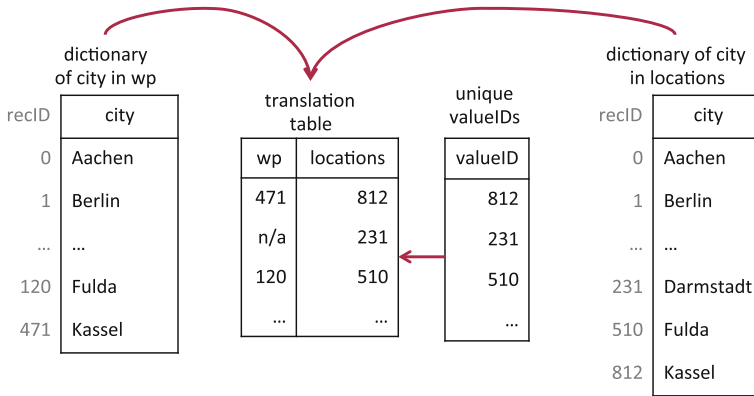 dictionary
of city in wp
recID city
0 Aachen
1 Berlin
... ...
120 Fulda
471 Kassel
translation
table
wp locations
471 812
n/a 231
120 510
... ...
unique
valueIDs
valueID
812
231
510
...
dictionary of city
in locations
recID city
0 Aachen
1 Berlin
... ...
231 Darmstadt
510 Fulda
812 Kassel